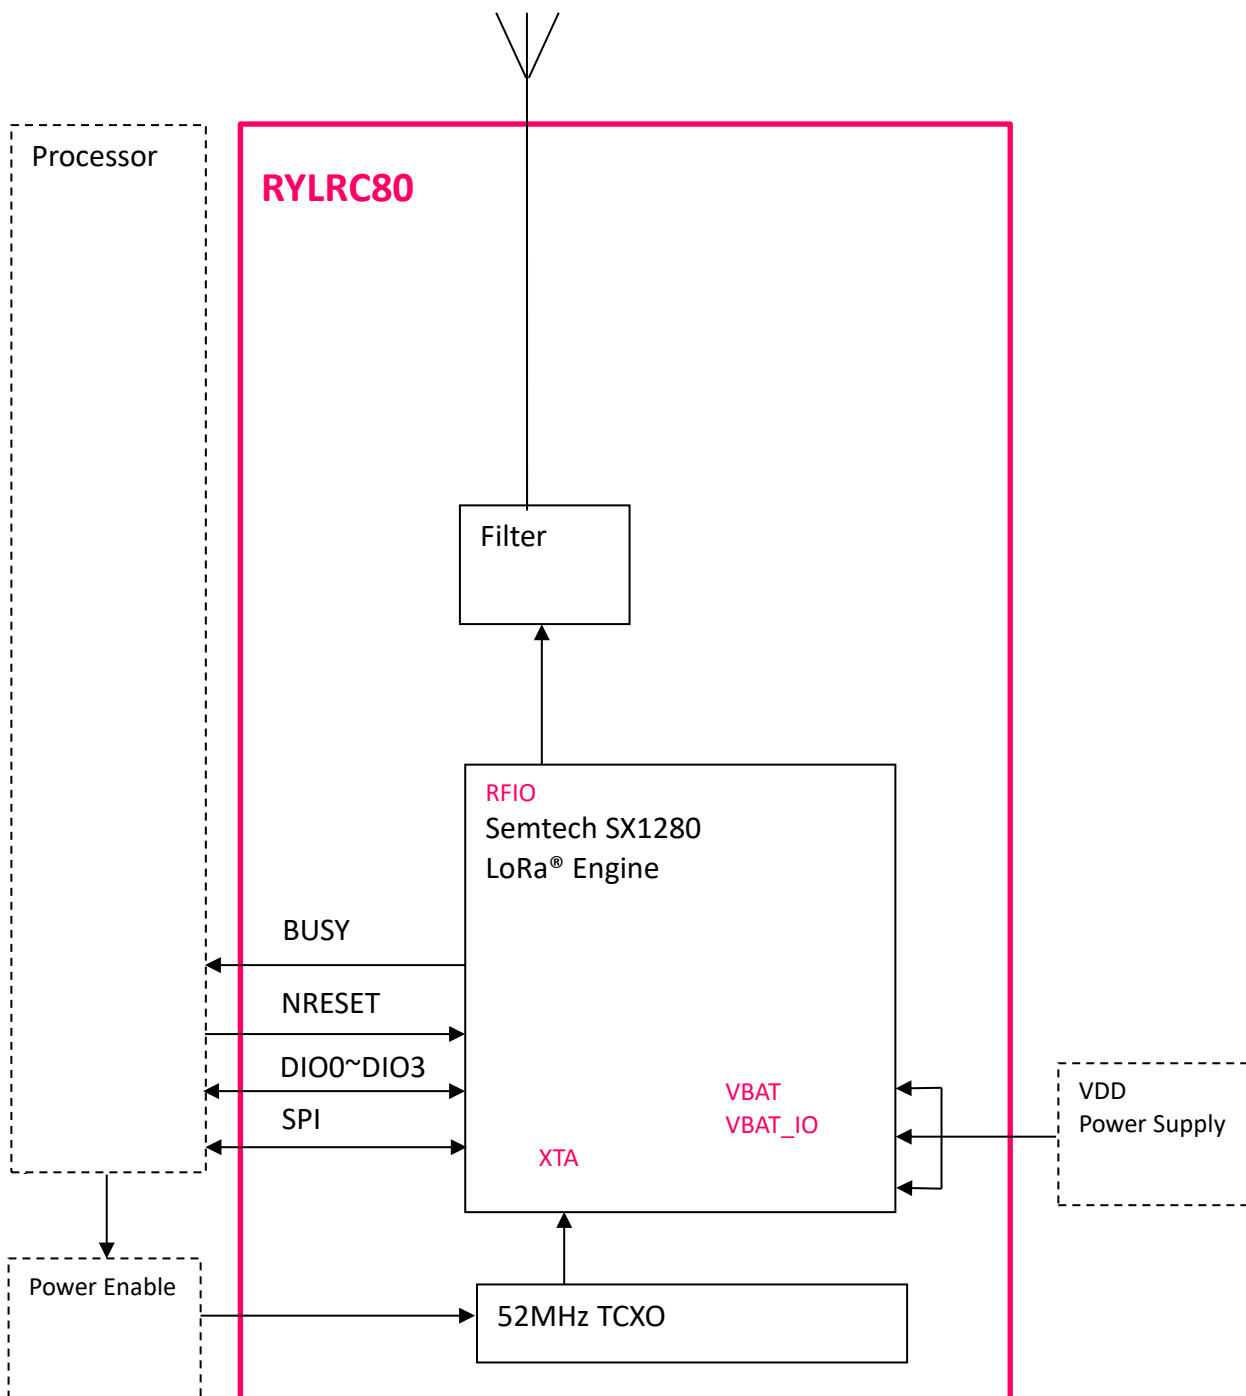 Processor
RYLRC80
Filter
RFIO
Semtech SX1280
LoRa® Engine
BUSY
NRESET
DIO0~DIO3
SPI
VBAT
VBAT_IO
XTA
VDD
Power Supply
Power Enable
52MHz TCXO